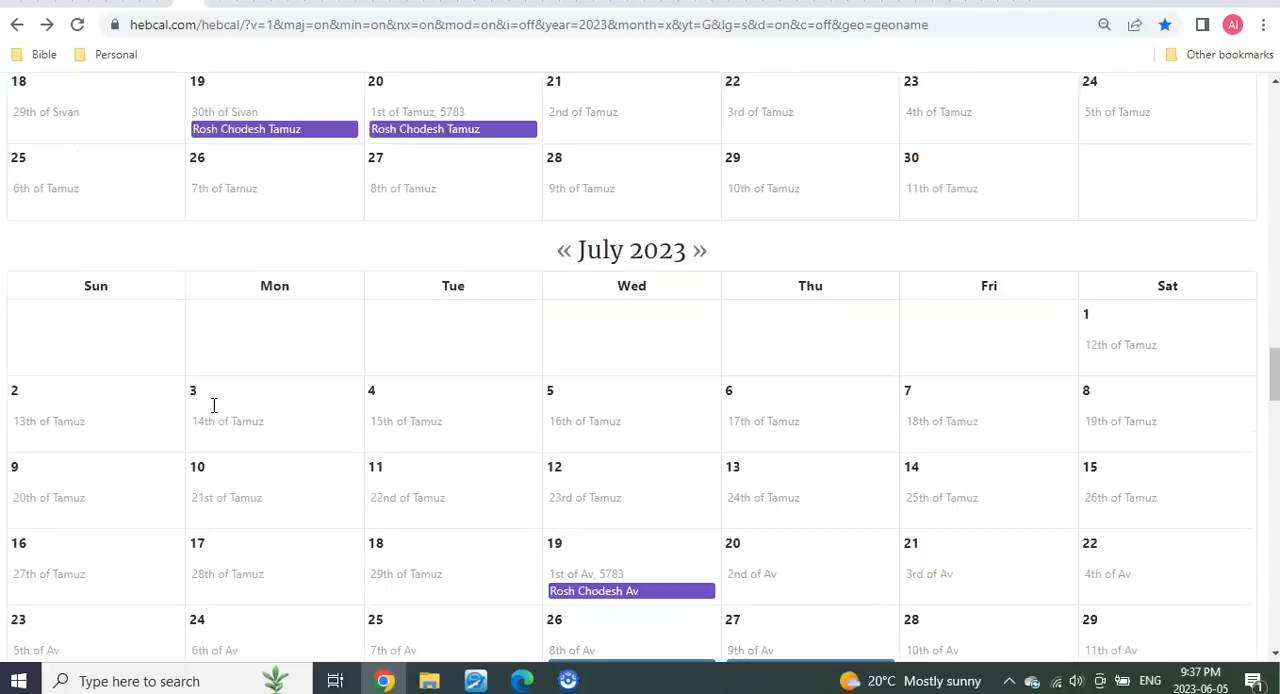 hebcal.com/hebcal/?v=1&maj=on&min=on&nx=on&mod=on&i=off&year=2023&month=x&yt=G&lg=s&d=on&c=off&geo=geoname
AI
Bible Personal Other bookmarks
18 19 20 21 22 23 24
29th of Sivan 30th of Sivan 1st of Tamuz, 5783 2nd of Tamuz 3rd of Tamuz 4th of Tamuz 5th of Tamuz
Rosh Chodesh Tamuz Rosh Chodesh Tamuz
25 26 27 28 29 30
6th of Tamuz 7th of Tamuz 8th of Tamuz 9th of Tamuz 10th of Tamuz 11th of Tamuz
« July 2023 »
Sun Mon Tue Wed Thu Fri Sat
1
12th of Tamuz
2 3 4 5 6 7 8
13th of Tamuz 14th of Tamuz 15th of Tamuz 16th of Tamuz 17th of Tamuz 18th of Tamuz 19th of Tamuz
9 10 11 12 13 14 15
20th of Tamuz 21st of Tamuz 22nd of Tamuz 23rd of Tamuz 24th of Tamuz 25th of Tamuz 26th of Tamuz
16 17 18 19 20 21 22
27th of Tamuz 28th of Tamuz 29th of Tamuz 1st of Av, 5783 2nd of Av 3rd of Av 4th of Av
Rosh Chodesh Av
23 24 25 26 27 28 29
5th of Av 6th of Av 7th of Av 8th of Av 9th of Av 10th of Av 11th of Av
Type here to search 20°C Mostly sunny ENG 9:37 PM
2023-06-05
1